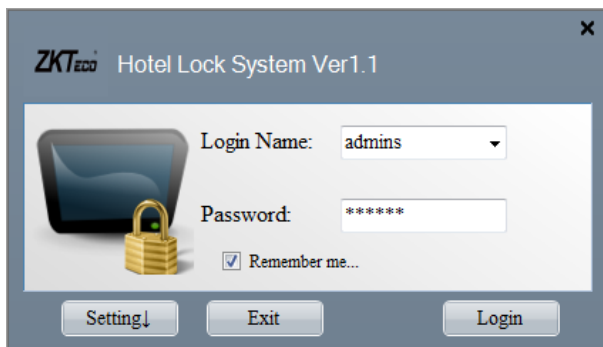 ZKTeco Hotel Lock System Ver1.1
Login Name: admins
Password: ******
Remember me...
Setting↓ Exit Login